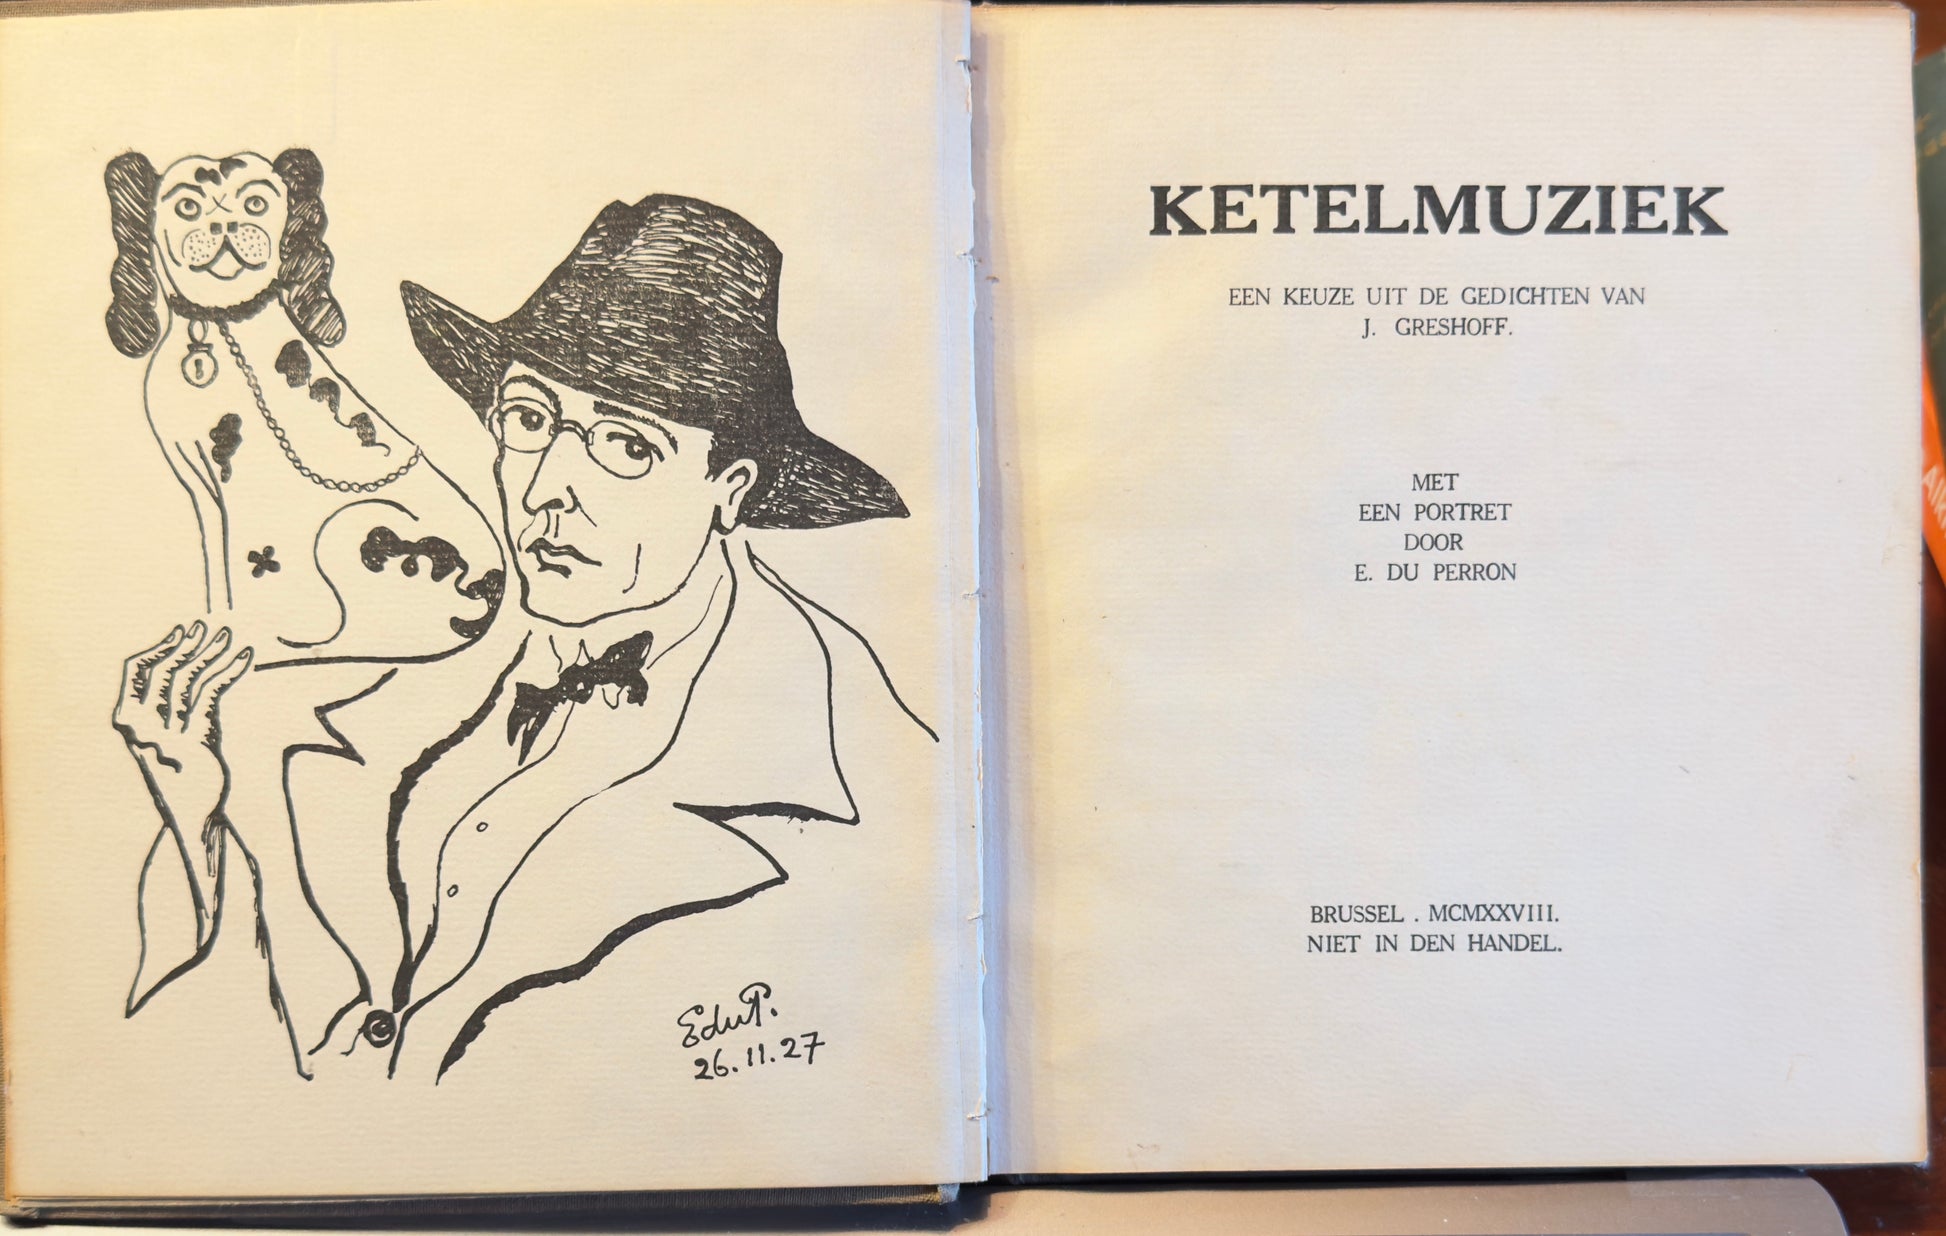 EduP.
26.11.27
KETELMUZIEK
EEN KEUZE UIT DE GEDICHTEN VAN
J. GRESHOFF.
MET
EEN PORTRET
DOOR
E. DU PERRON
BRUSSEL . MCMXXVIII.
NIET IN DEN HANDEL.